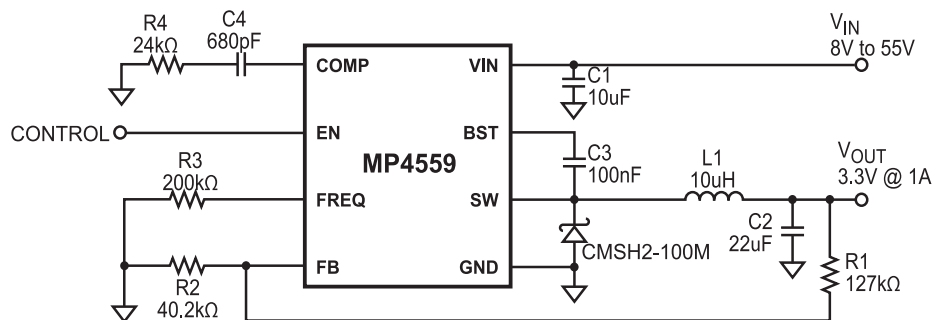 R4
24kΩ
C4
680pF
COMP
VIN
V_IN
8V to 55V
C1
10uF
CONTROL
EN
BST
MP4559
C3
100nF
R3
200kΩ
FREQ
SW
L1
10uH
V_OUT
3.3V @ 1A
C2
22uF
CMSH2-100M
R2
40.2kΩ
FB
GND
R1
127kΩ